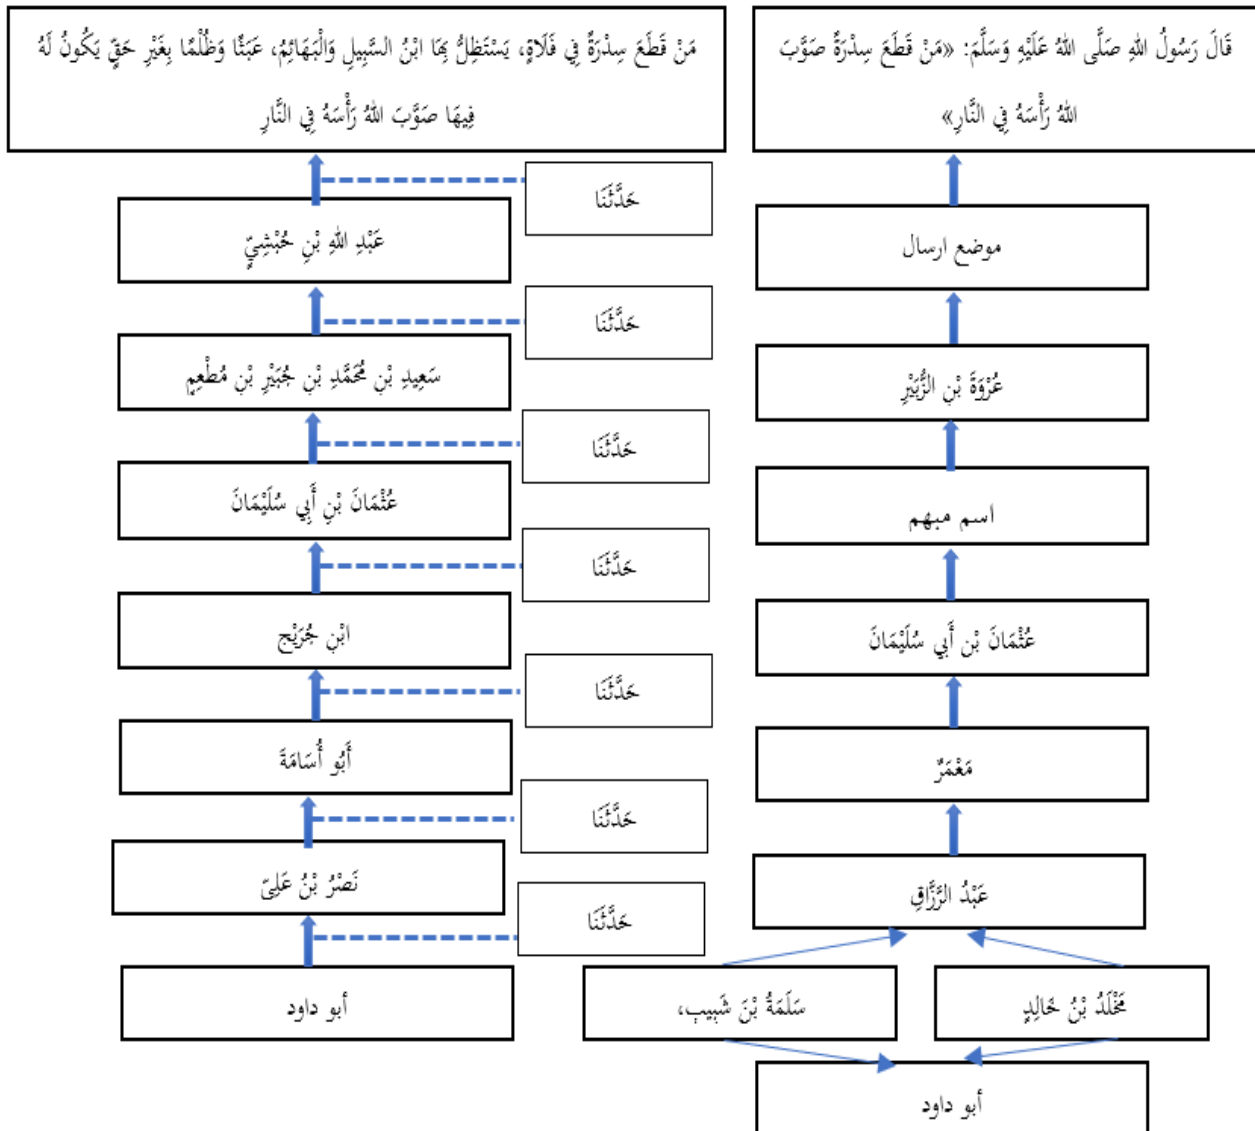 قَالَ رَسُولُ اللهِ صَلَّى اللهُ عَلَيْهِ وَسَلَّمَ: «مَنْ قَطَعَ سِدْرَةً صَوَّبَ
اللهُ رَأْسَهُ فِي النَّارِ»
موضع ارسال
عُرْوَةَ بْنِ الزُّبَيْرِ
اسم مبهم
عُثْمَانَ بْنِ أَبِي سُلَيْمَانَ
مَعْمَرٌ
عَبْدُ الرَّزَّاقِ
مَخْلَدُ بْنُ خَالِدٍ
سَلَمَةُ بْنَ شَبِيبٍ،
أبو داود
مَنْ قَطَعَ سِدْرَةً فِي فَلَاةٍ، يَسْتَظِلُّ بِهَا ابْنُ السَّبِيلِ وَالْبَهَائِمُ، عَبَثًا وَظُلْمًا بِغَيْرِ حَقٍّ يَكُونُ لَهُ
فِيهَا صَوَّبَ اللهُ رَأْسَهُ فِي النَّارِ
حَدَّثَنَا
عَبْدِ اللهِ بْنِ حُبْشِيٍّ
حَدَّثَنَا
سَعِيدِ بْنِ مُحَمَّدِ بْنِ جُبَيْرِ بْنِ مُطْعِمٍ
حَدَّثَنَا
عُثْمَانَ بْنِ أَبِي سُلَيْمَانَ
حَدَّثَنَا
ابْنِ جُرَيْج
حَدَّثَنَا
أَبُو أُسَامَةَ
حَدَّثَنَا
نَصْرُ بْنُ عَلِيّ
حَدَّثَنَا
أبو داود